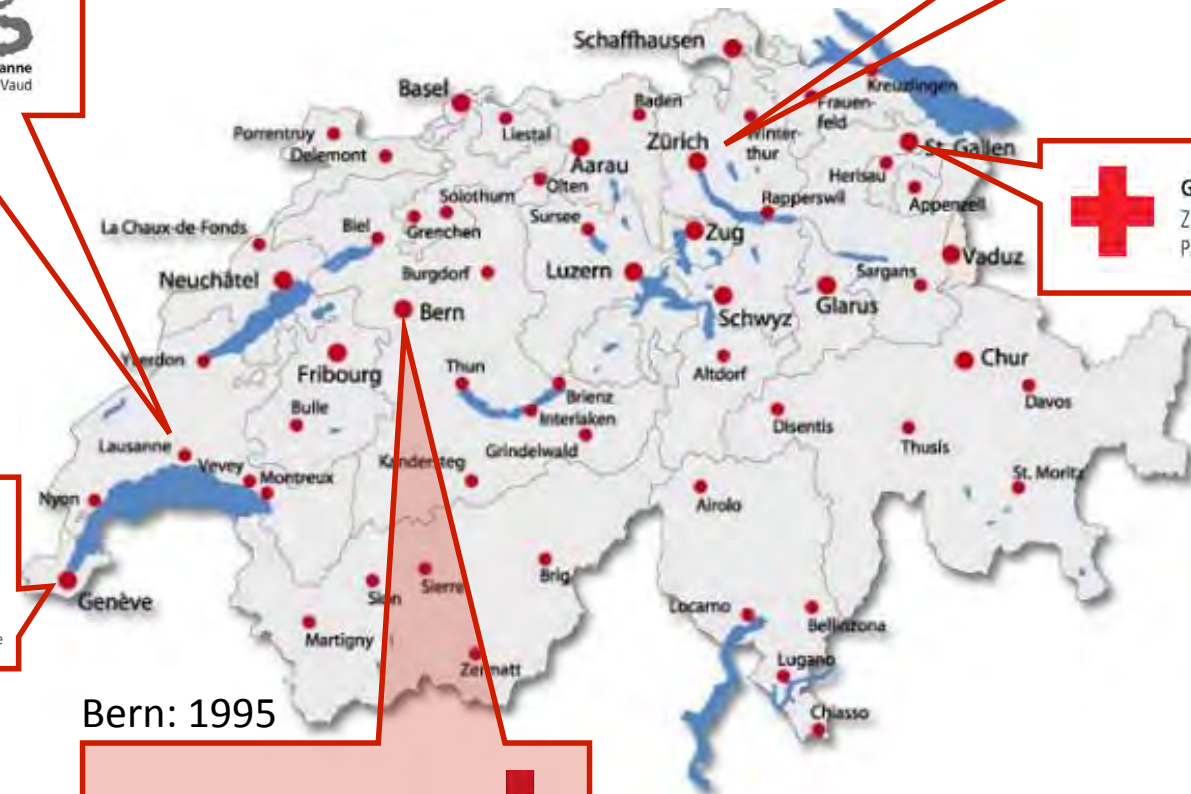 anne
Vaud
Schaffhausen
Kreuzlingen
Basel
Baden
Frauen-
feld
Porrentruy
Liestal
Zürich
Winter-
thur
St. Gallen
Delemont
Aarau
Herisau
G
Z
P
Olten
Solothurn
Rapperswil
Appenzell
La Chaux-de-Fonds
Biel
Grenchen
Sursee
Zug
Vaduz
Neuchâtel
Burgdorf
Luzern
Sargans
Glarus
Bern
Schwyz
Yverdon
Fribourg
Thun
Altdorf
Chur
Brienz
Davos
Bulle
Interlaken
Disentis
Lausanne
Grindelwald
Thusis
Vevey
Kandersteg
Montreux
St. Moritz
Nyon
Airolo
Genève
Sion
Sierre
Brig
Locarno
Bellinzona
e
Martigny
Zermatt
Lugano
Bern: 1995
Chiasso